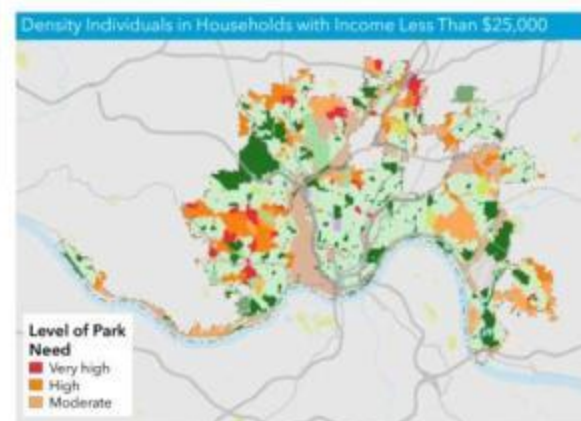 Density Individuals in Households with Income Less Than $25,000
Level of Park
Need
Very high
High
Moderate